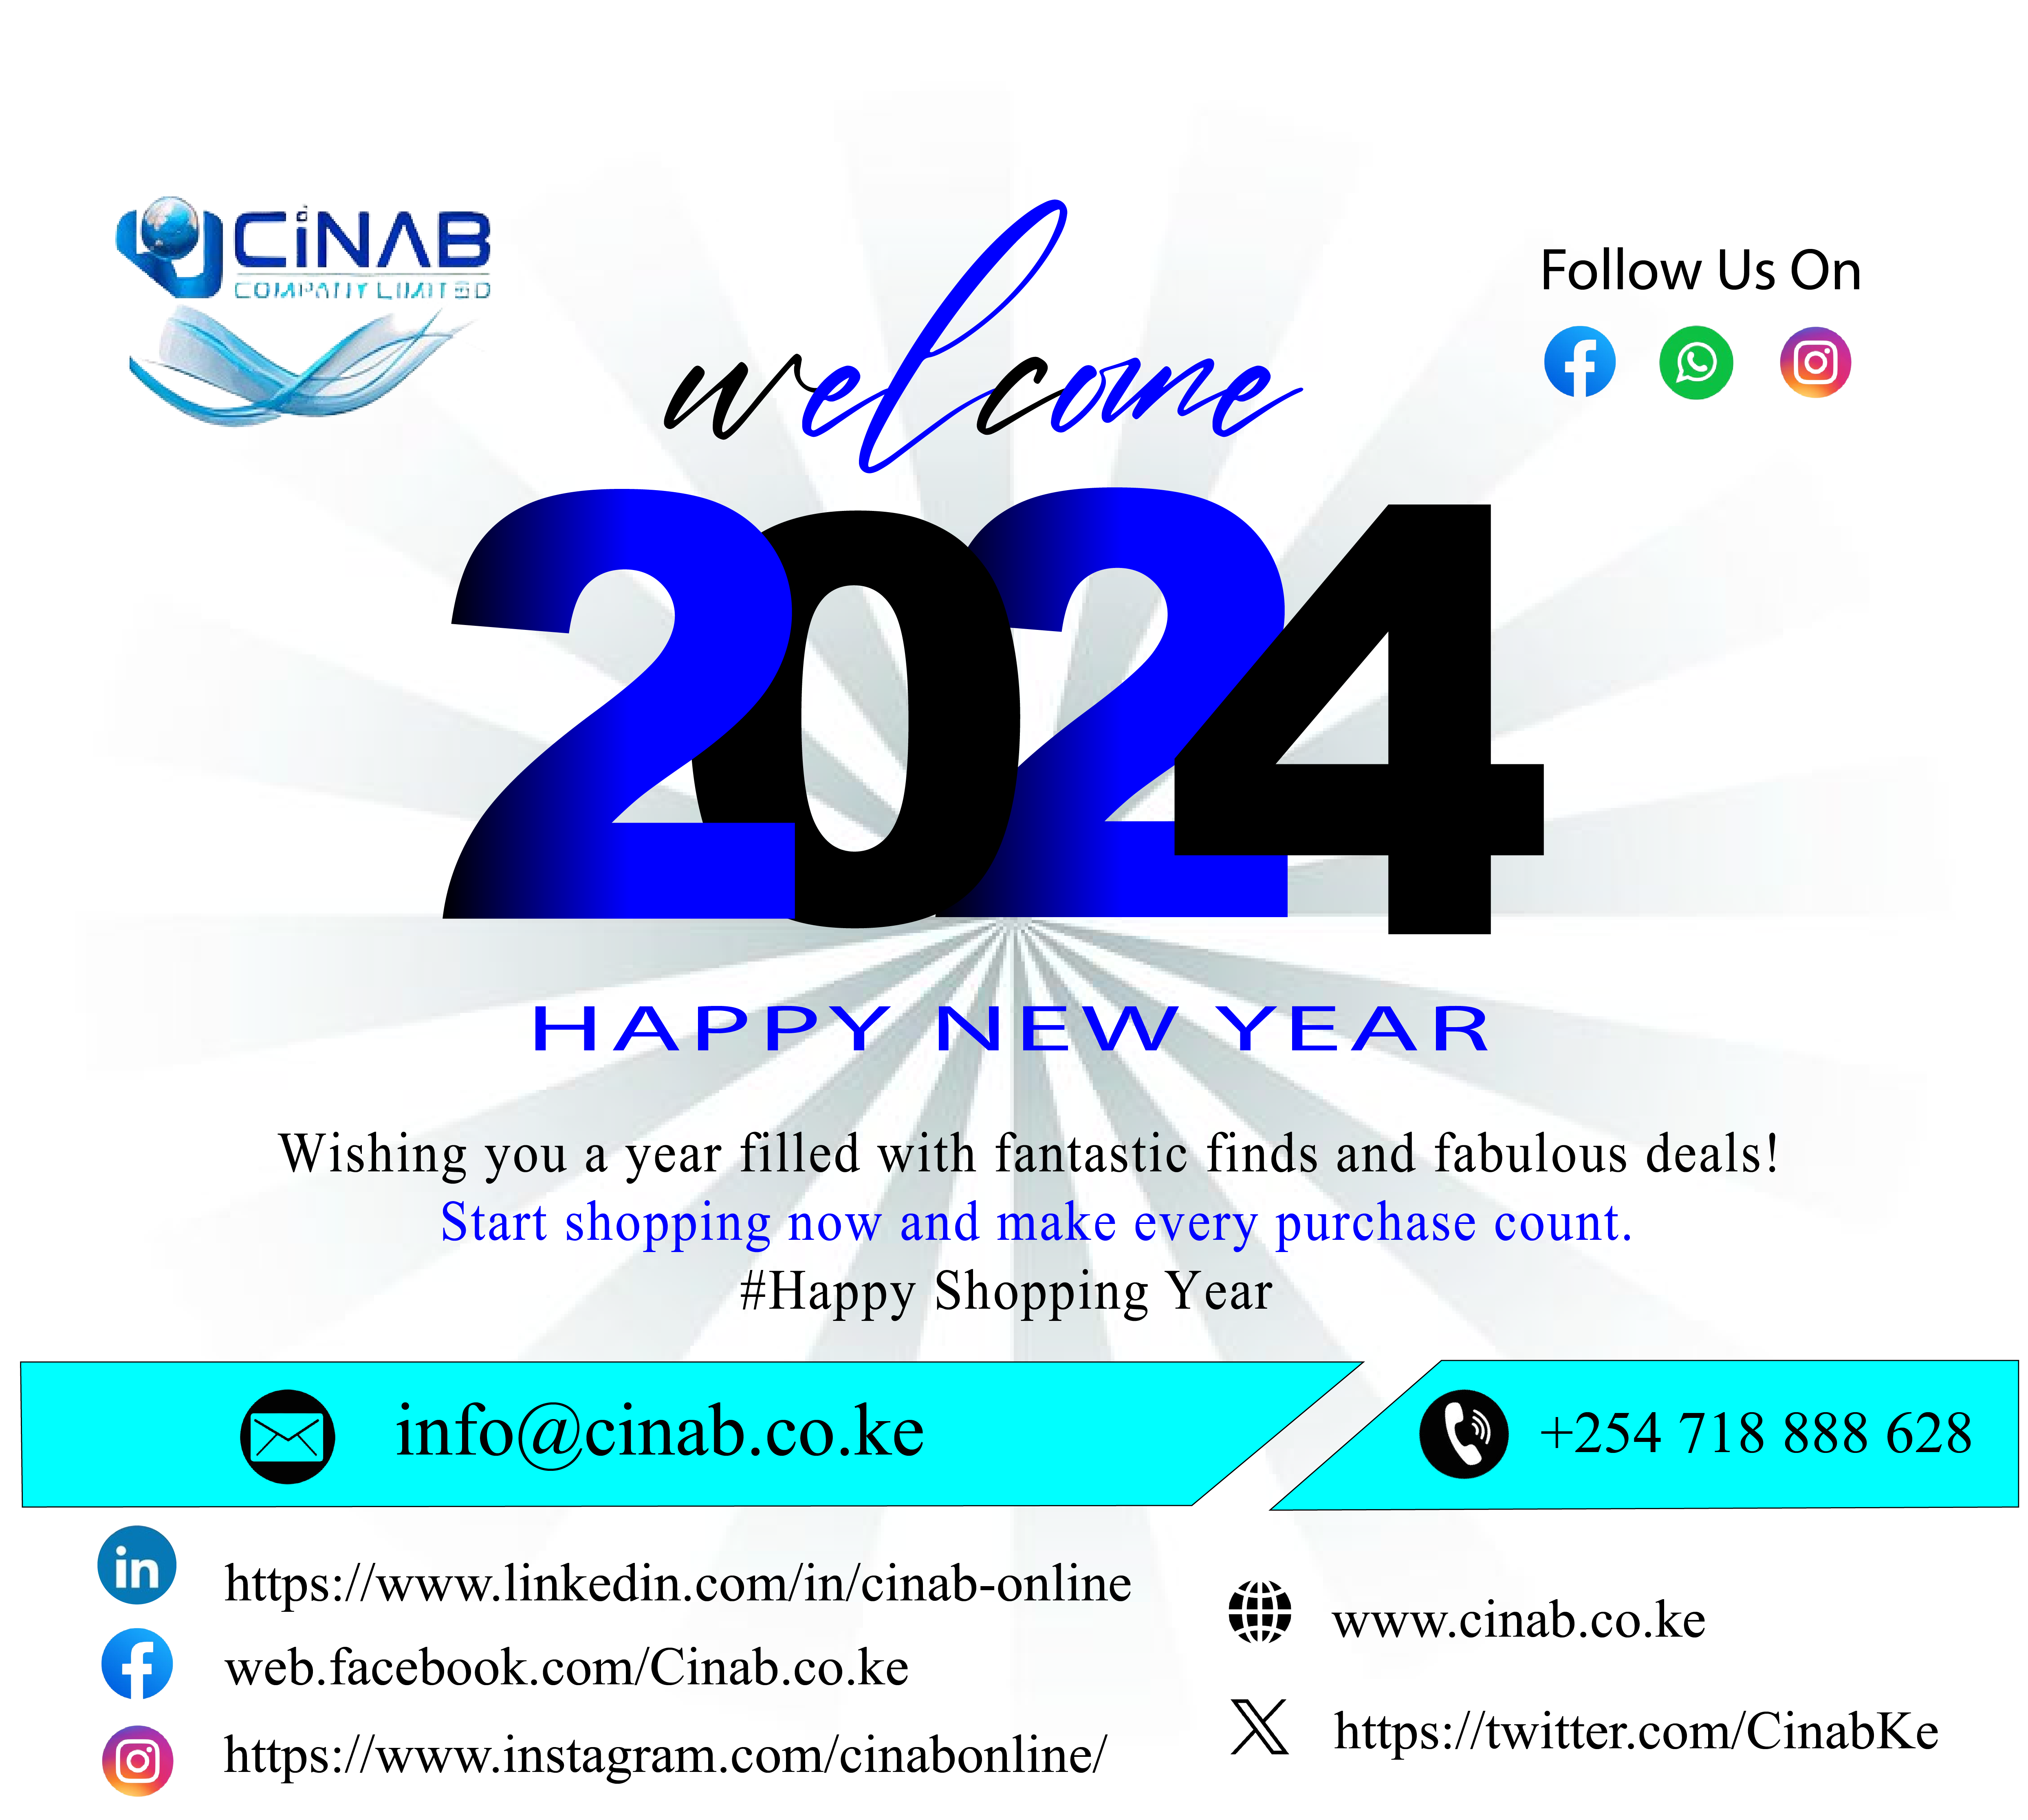 CiNAB
COMPANY LIMITED
Follow Us On
welcome
2024
HAPPY NEW YEAR
Wishing you a year filled with fantastic finds and fabulous deals!
Start shopping now and make every purchase count.
#Happy Shopping Year
info@cinab.co.ke
+254 718 888 628
in
https://www.linkedin.com/in/cinab-online
web.facebook.com/Cinab.co.ke
https://www.instagram.com/cinabonline/
www.cinab.co.ke
https://twitter.com/CinabKe